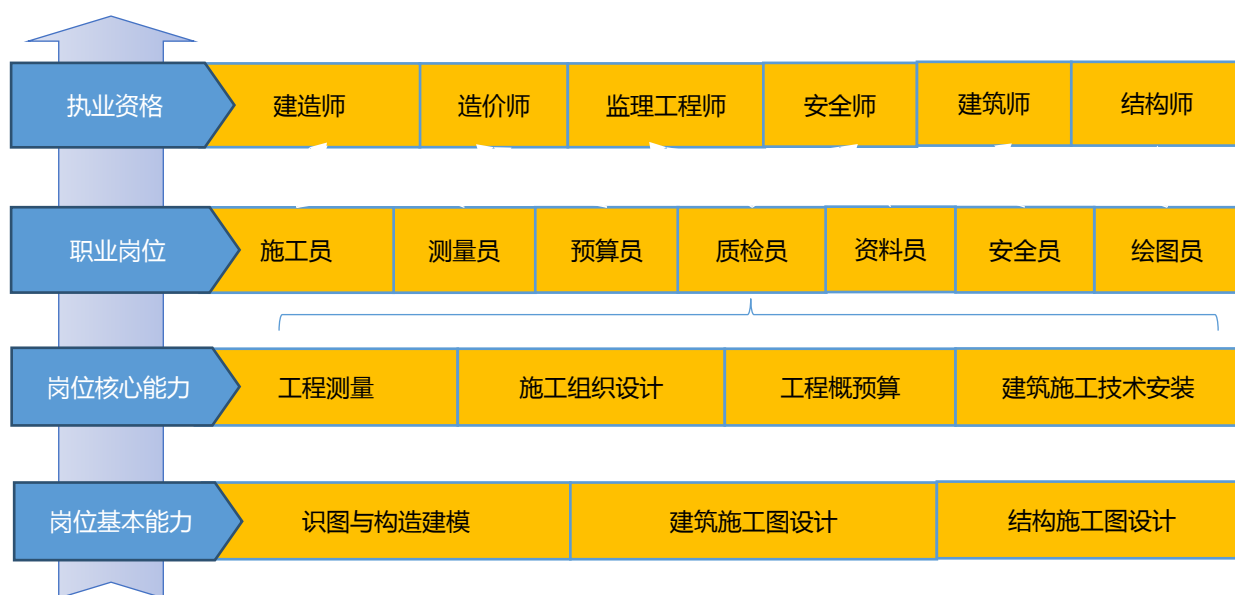 执业资格 建造师 造价师 监理工程师 安全师 建筑师 结构师
职业岗位 施工员 测量员 预算员 质检员 资料员 安全员 绘图员
岗位核心能力 工程测量 施工组织设计 工程概预算 建筑施工技术安装
岗位基本能力 识图与构造建模 建筑施工图设计 结构施工图设计